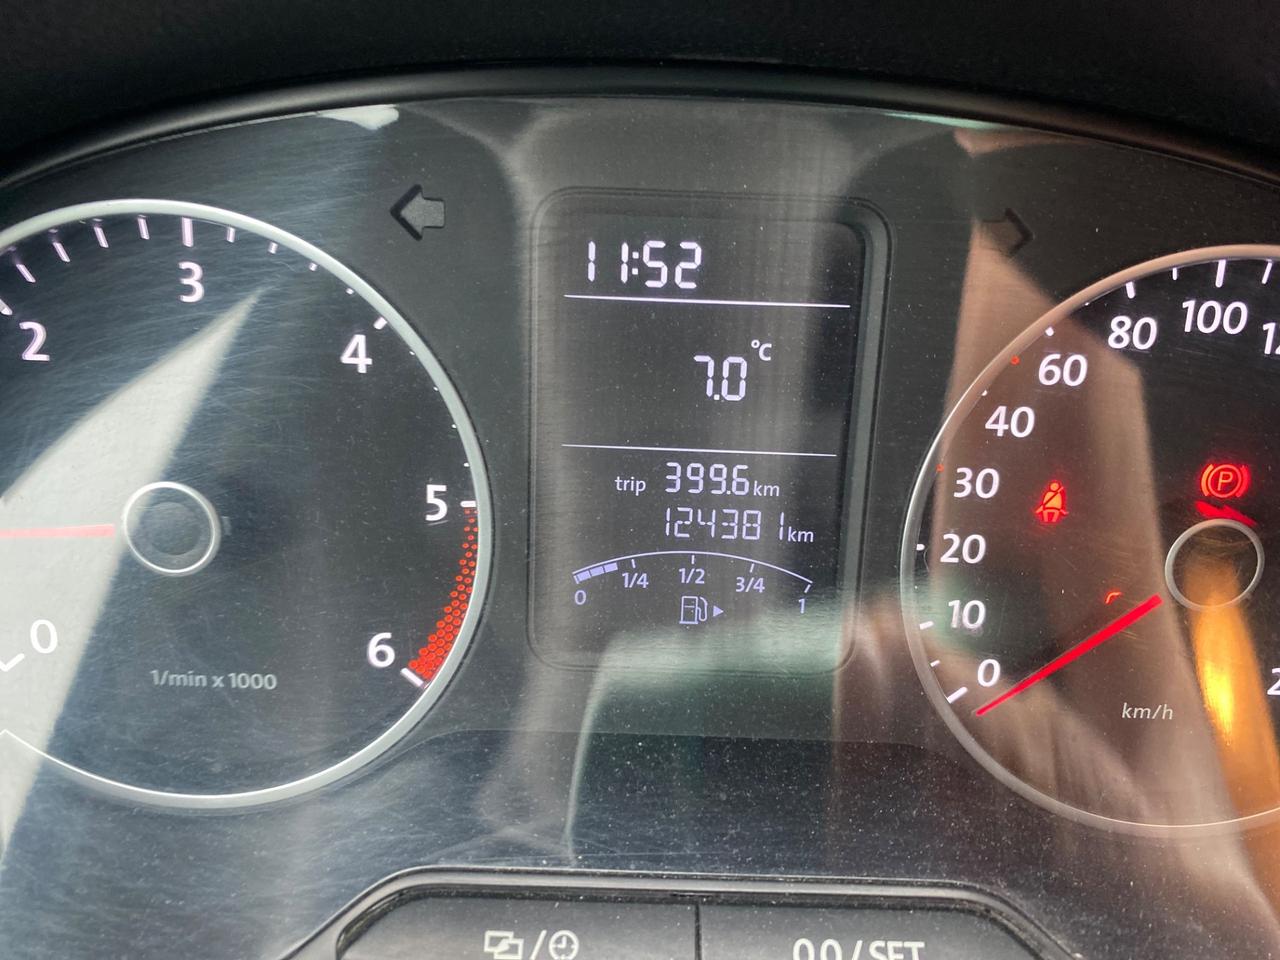 11:52
7.0 °C
trip 399.6 km
124381 km
0 1/4 1/2 3/4 1
0 2 3 4 5 6
1/min x 1000
0 10 20 30 40 60 80 100
km/h
P
0.0/SET